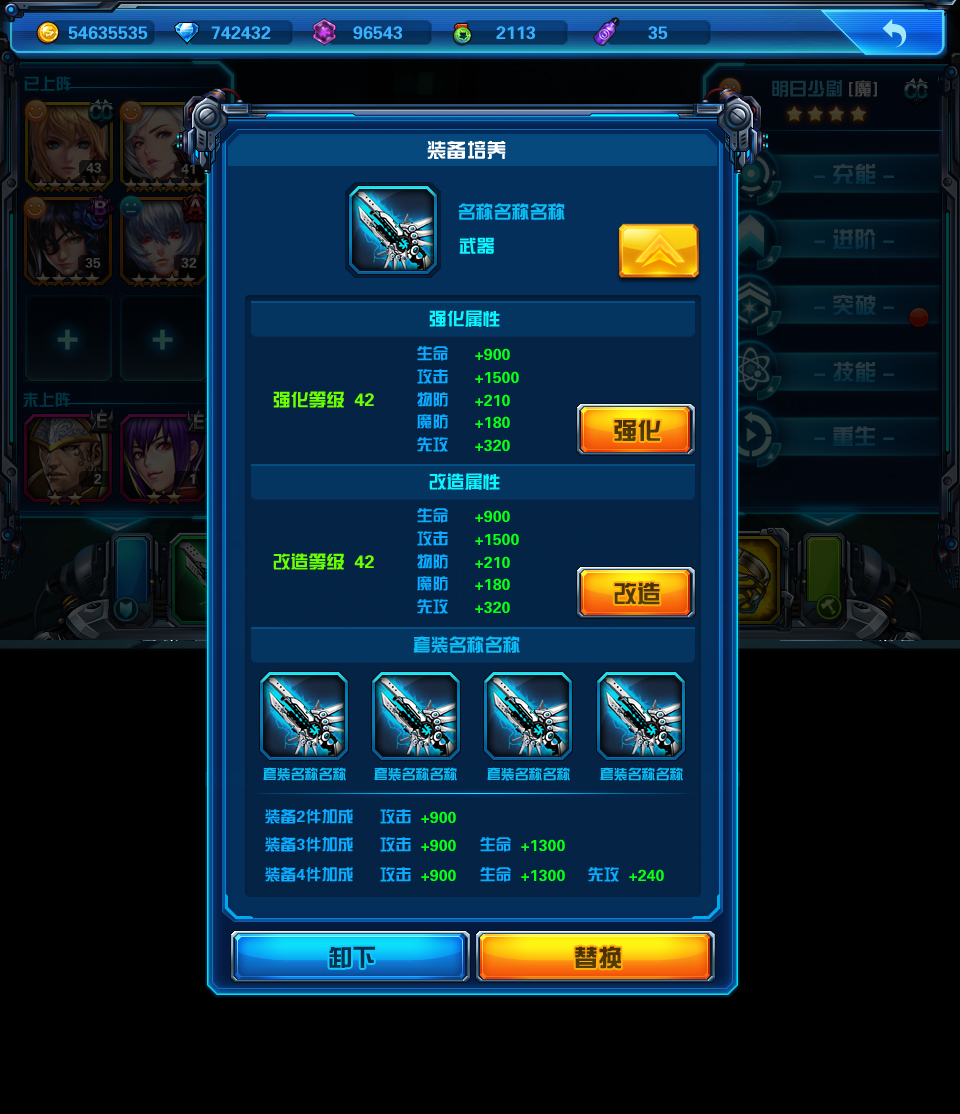 54635535 742432 96543 2113 35
已上阵
明日少尉 [魔]
43
41
充能
35
32
进阶
突破
技能
重生
未上阵
2
1
装备培养
名称名称名称
武器
强化属性
强化等级 42
生命 +900
攻击 +1500
物防 +210
魔防 +180
先攻 +320
强化
改造属性
改造等级 42
生命 +900
攻击 +1500
物防 +210
魔防 +180
先攻 +320
改造
套装名称名称
套装名称名称 套装名称名称 套装名称名称 套装名称名称
装备2件加成 攻击 +900
装备3件加成 攻击 +900 生命 +1300
装备4件加成 攻击 +900 生命 +1300 先攻 +240
卸下 替换